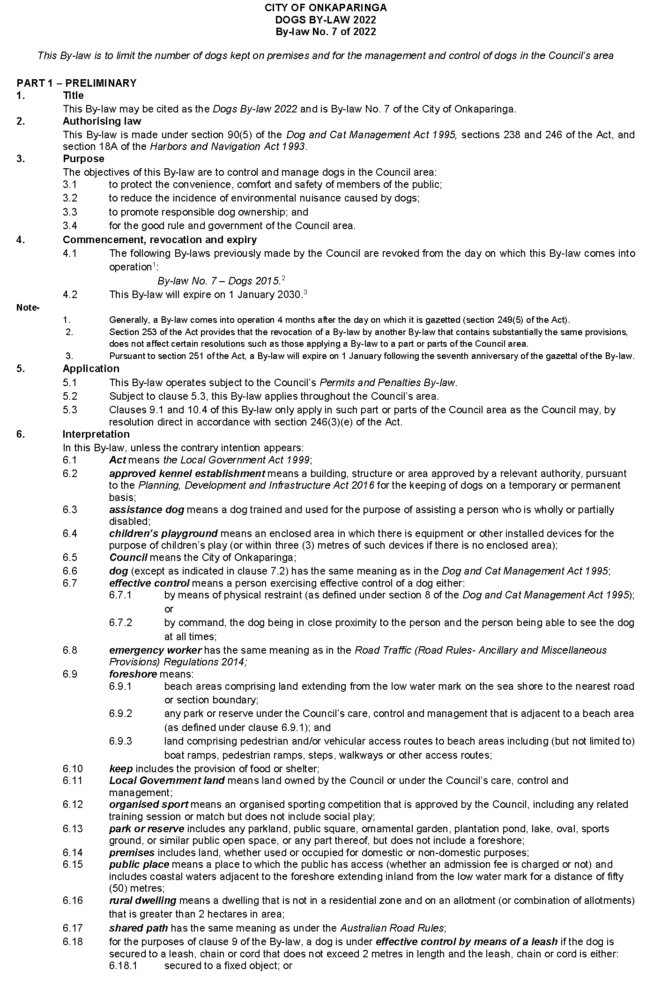 CITY OF ONKAPARINGA
DOGS BY-LAW 2022
By-law No. 7 of 2022
This By-law is to limit the number of dogs kept on premises and for the management and control of dogs in the Council’s area
PART 1 – PRELIMINARY
1. Title
This By-law may be cited as the Dogs By-law 2022 and is By-law No. 7 of the City of Onkaparinga.
2. Authorising law
This By-law is made under section 90(5) of the Dog and Cat Management Act 1995, sections 238 and 246 of the Act, and
section 18A of the Harbors and Navigation Act 1993.
3. Purpose
The objectives of this By-law are to control and manage dogs in the Council area:
3.1 to protect the convenience, comfort and safety of members of the public;
3.2 to reduce the incidence of environmental nuisance caused by dogs;
3.3 to promote responsible dog ownership; and
3.4 for the good rule and government of the Council area.
4. Commencement, revocation and expiry
4.1 The following By-laws previously made by the Council are revoked from the day on which this By-law comes into
operation1:
By-law No. 7 – Dogs 2015.2
4.2 This By-law will expire on 1 January 2030.3
Note-
1. Generally, a By-law comes into operation 4 months after the day on which it is gazetted (section 249(5) of the Act).
2. Section 253 of the Act provides that the revocation of a By-law by another By-law that contains substantially the same provisions,
does not affect certain resolutions such as those applying a By-law to a part or parts of the Council area.
3. Pursuant to section 251 of the Act, a By-law will expire on 1 January following the seventh anniversary of the gazettal of the By-law.
5. Application
5.1 This By-law operates subject to the Council’s Permits and Penalties By-law.
5.2 Subject to clause 5.3, this By-law applies throughout the Council’s area.
5.3 Clauses 9.1 and 10.4 of this By-law only apply in such part or parts of the Council area as the Council may, by
resolution direct in accordance with section 246(3)(e) of the Act.
6. Interpretation
In this By-law, unless the contrary intention appears:
6.1 Act means the Local Government Act 1999;
6.2 approved kennel establishment means a building, structure or area approved by a relevant authority, pursuant
to the Planning, Development and Infrastructure Act 2016 for the keeping of dogs on a temporary or permanent
basis;
6.3 assistance dog means a dog trained and used for the purpose of assisting a person who is wholly or partially
disabled;
6.4 children’s playground means an enclosed area in which there is equipment or other installed devices for the
purpose of children’s play (or within three (3) metres of such devices if there is no enclosed area);
6.5 Council means the City of Onkaparinga;
6.6 dog (except as indicated in clause 7.2) has the same meaning as in the Dog and Cat Management Act 1995;
6.7 effective control means a person exercising effective control of a dog either:
6.7.1 by means of physical restraint (as defined under section 8 of the Dog and Cat Management Act 1995);
or
6.7.2 by command, the dog being in close proximity to the person and the person being able to see the dog
at all times;
6.8 emergency worker has the same meaning as in the Road Traffic (Road Rules- Ancillary and Miscellaneous
Provisions) Regulations 2014;
6.9 foreshore means:
6.9.1 beach areas comprising land extending from the low water mark on the sea shore to the nearest road
or section boundary;
6.9.2 any park or reserve under the Council’s care, control and management that is adjacent to a beach area
(as defined under clause 6.9.1); and
6.9.3 land comprising pedestrian and/or vehicular access routes to beach areas including (but not limited to)
boat ramps, pedestrian ramps, steps, walkways or other access routes;
6.10 keep includes the provision of food or shelter;
6.11 Local Government land means land owned by the Council or under the Council’s care, control and
management;
6.12 organised sport means an organised sporting competition that is approved by the Council, including any related
training session or match but does not include social play;
6.13 park or reserve includes any parkland, public square, ornamental garden, plantation pond, lake, oval, sports
ground, or similar public open space, or any part thereof, but does not include a foreshore;
6.14 premises includes land, whether used or occupied for domestic or non-domestic purposes;
6.15 public place means a place to which the public has access (whether an admission fee is charged or not) and
includes coastal waters adjacent to the foreshore extending inland from the low water mark for a distance of fifty
(50) metres;
6.16 rural dwelling means a dwelling that is not in a residential zone and on an allotment (or combination of allotments)
that is greater than 2 hectares in area;
6.17 shared path has the same meaning as under the Australian Road Rules;
6.18 for the purposes of clause 9 of the By-law, a dog is under effective control by means of a leash if the dog is
secured to a leash, chain or cord that does not exceed 2 metres in length and the leash, chain or cord is either:
6.18.1 secured to a fixed object; or